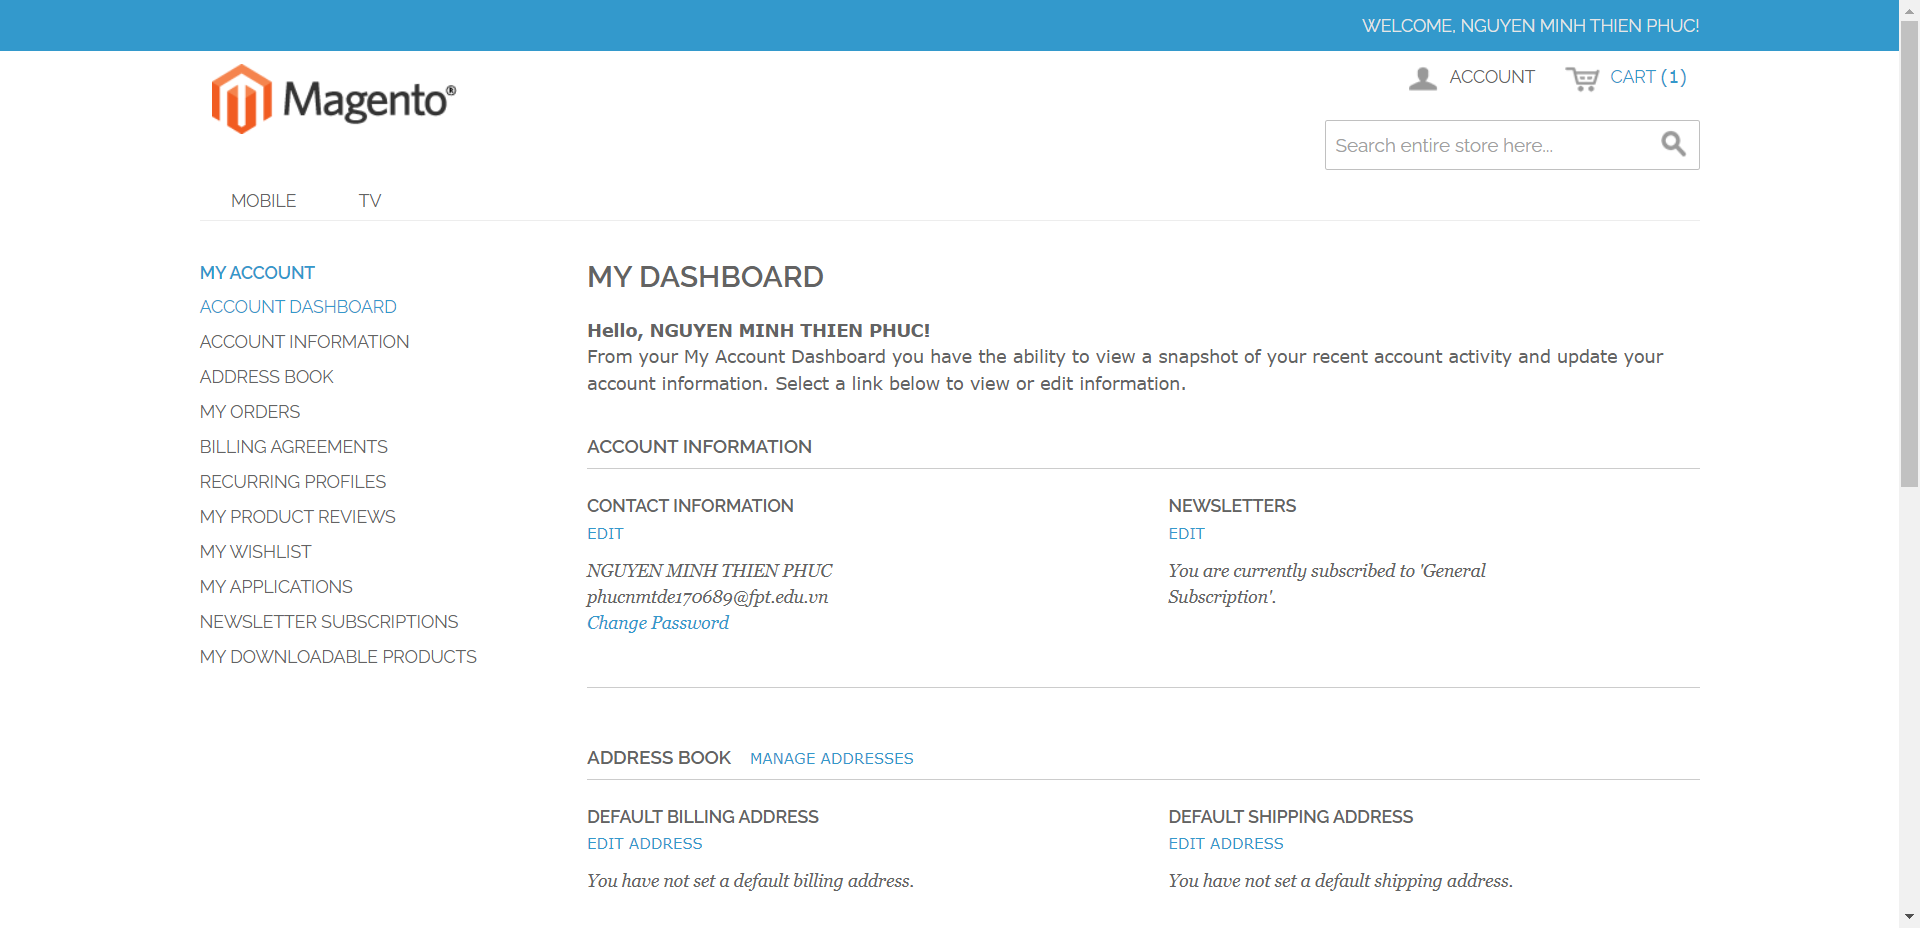 WELCOME, NGUYEN MINH THIEN PHUC!
Magento®
ACCOUNT
CART (1)
Search entire store here...
MOBILE
TV
MY ACCOUNT
ACCOUNT DASHBOARD
ACCOUNT INFORMATION
ADDRESS BOOK
MY ORDERS
BILLING AGREEMENTS
RECURRING PROFILES
MY PRODUCT REVIEWS
MY WISHLIST
MY APPLICATIONS
NEWSLETTER SUBSCRIPTIONS
MY DOWNLOADABLE PRODUCTS
MY DASHBOARD
Hello, NGUYEN MINH THIEN PHUC!
From your My Account Dashboard you have the ability to view a snapshot of your recent account activity and update your
account information. Select a link below to view or edit information.
ACCOUNT INFORMATION
CONTACT INFORMATION
EDIT
NGUYEN MINH THIEN PHUC
phucnmtde170689@fpt.edu.vn
Change Password
NEWSLETTERS
EDIT
You are currently subscribed to 'General
Subscription'.
ADDRESS BOOK
MANAGE ADDRESSES
DEFAULT BILLING ADDRESS
EDIT ADDRESS
You have not set a default billing address.
DEFAULT SHIPPING ADDRESS
EDIT ADDRESS
You have not set a default shipping address.